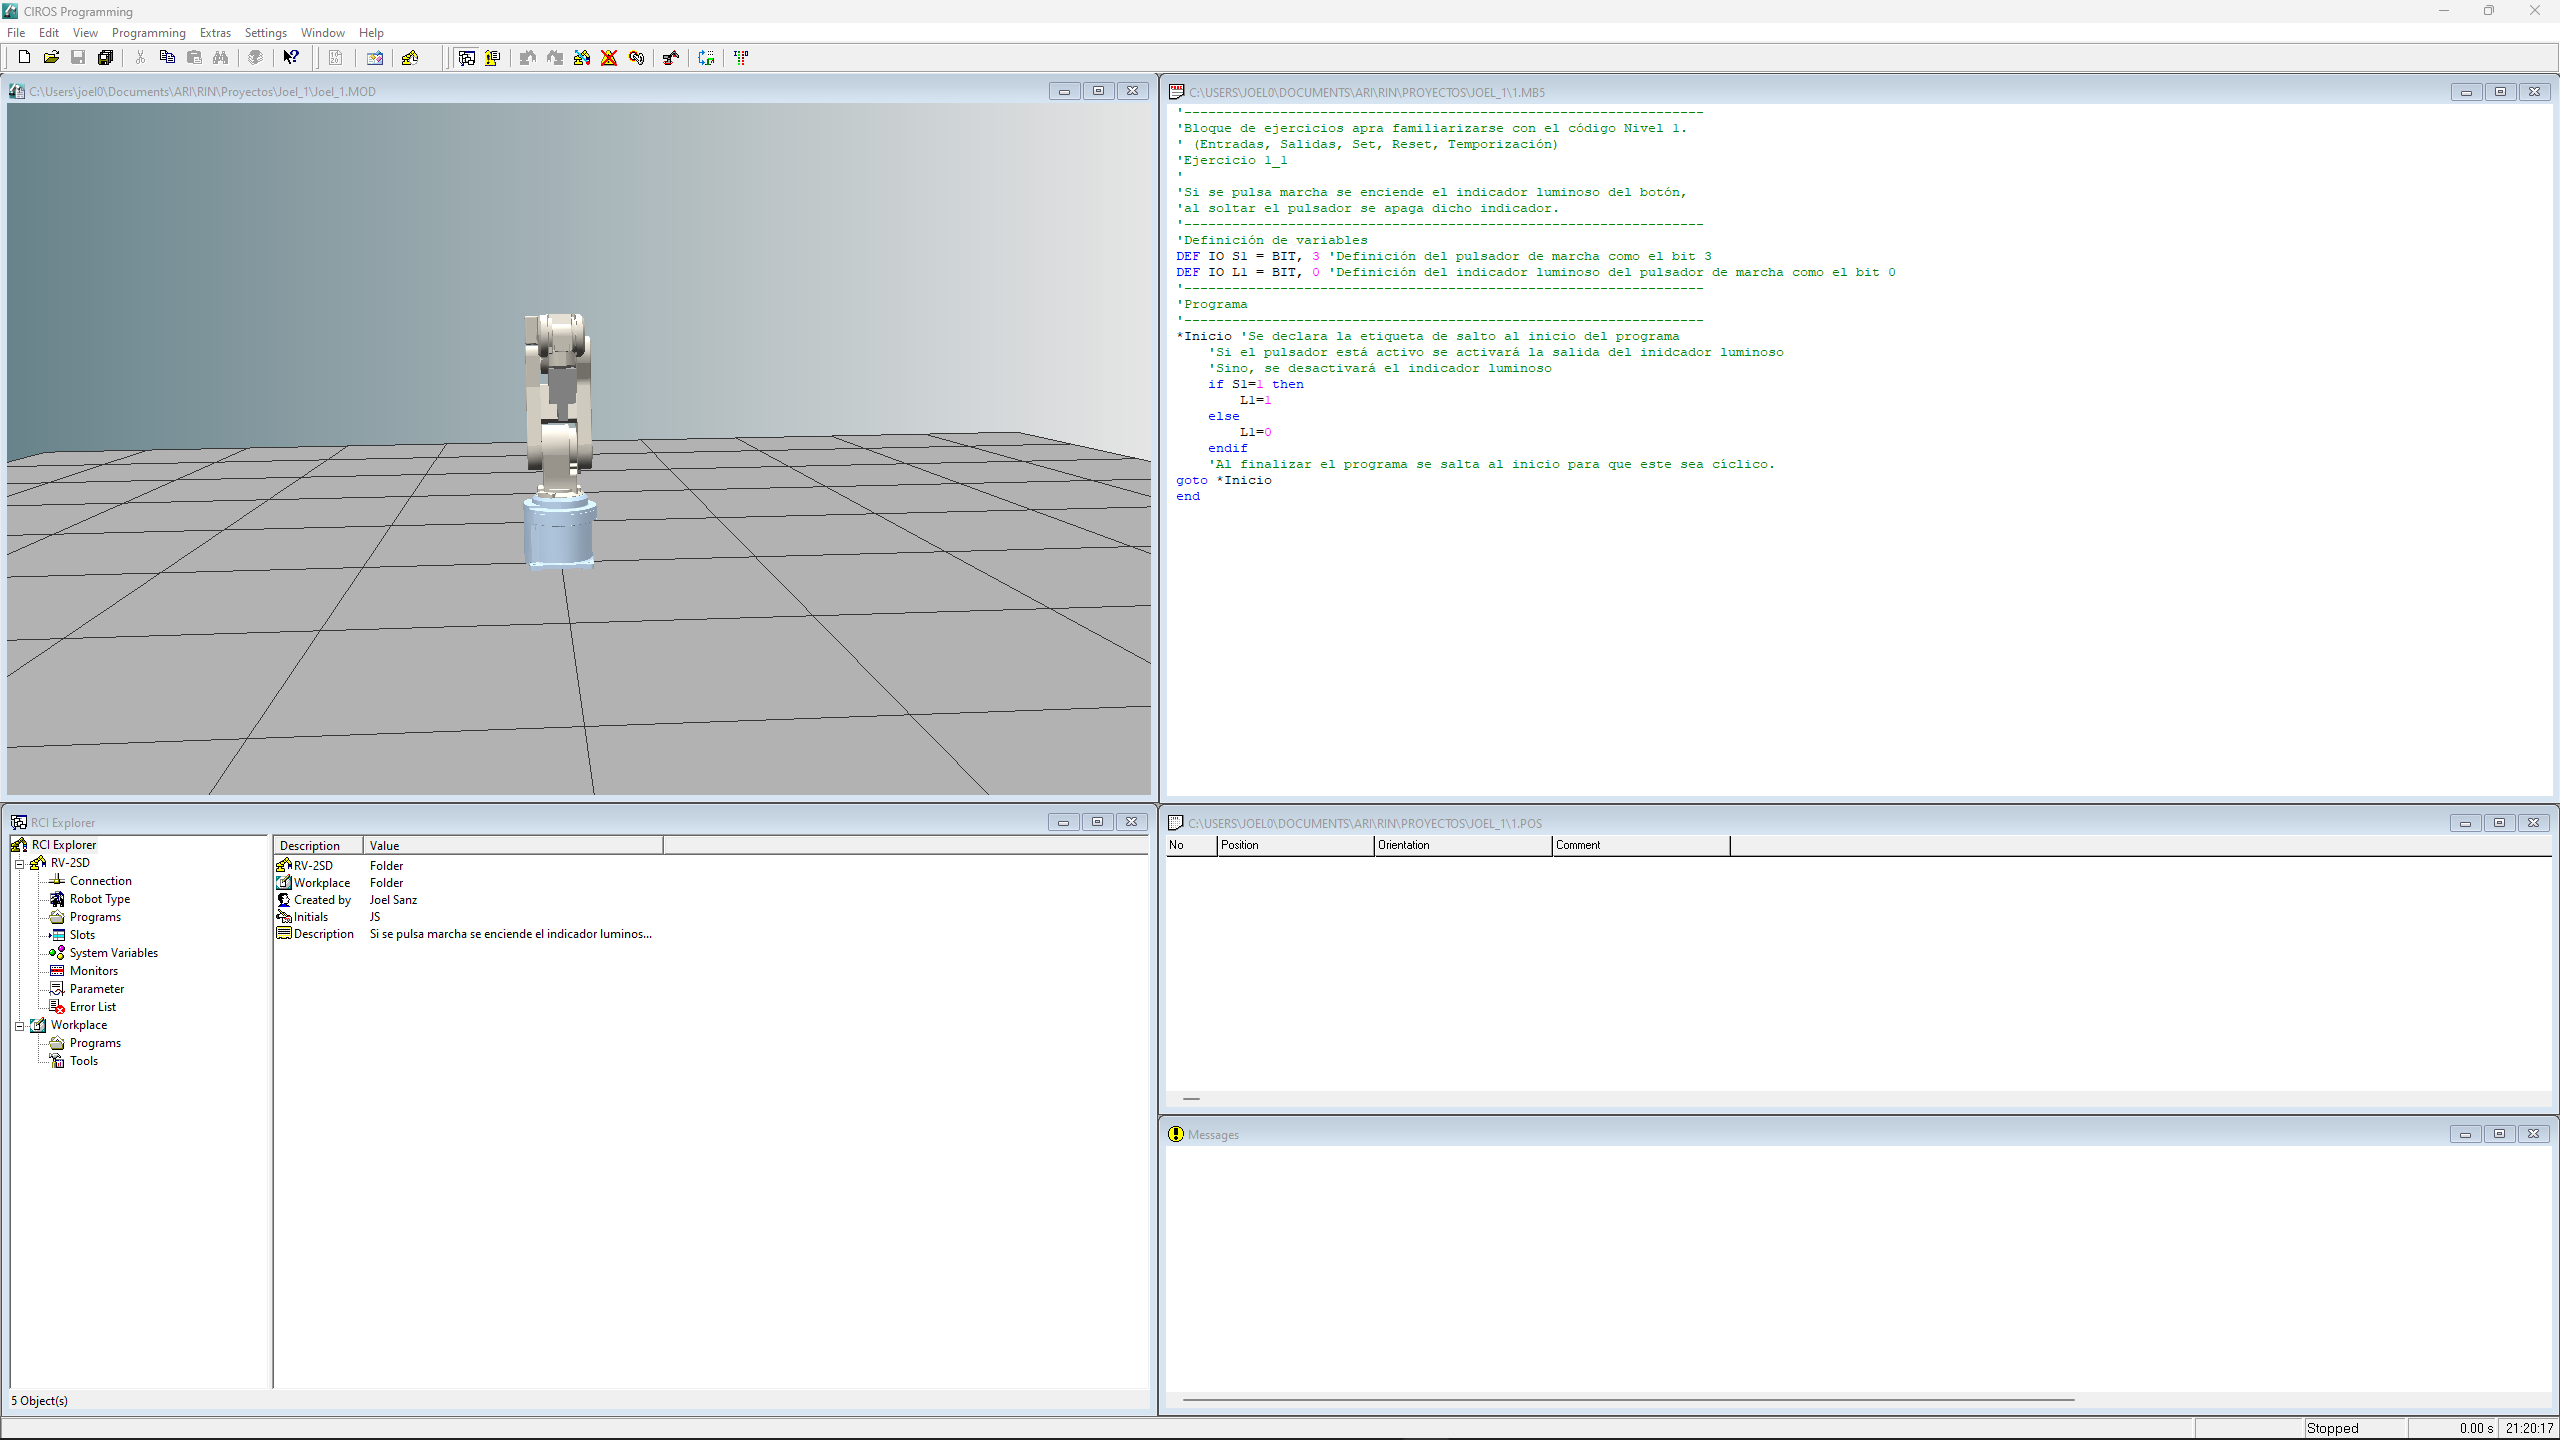 CIROS Programming
File Edit View Programming Extras Settings Window Help
C:\Users\joel0\Documents\ARI\RIN\Proyectos\Joel_1\Joel_1.MOD
C:\USERS\JOEL0\DOCUMENTS\ARI\RIN\PROYECTOS\JOEL_1\1.MB5
'-----------------------------------------------------------------
'Bloque de ejercicios apra familiarizarse con el código Nivel 1.
' (Entradas, Salidas, Set, Reset, Temporización)
'Ejercicio 1_1
'
'Si se pulsa marcha se enciende el indicador luminoso del botón,
'al soltar el pulsador se apaga dicho indicador.
'-----------------------------------------------------------------
'Definición de variables
DEF IO S1 = BIT, 3 'Definición del pulsador de marcha como el bit 3
DEF IO L1 = BIT, 0 'Definición del indicador luminoso del pulsador de marcha como el bit 0
'-----------------------------------------------------------------
'Programa
'-----------------------------------------------------------------
*Inicio 'Se declara la etiqueta de salto al inicio del programa
'Si el pulsador está activo se activará la salida del inidcador luminoso
'Sino, se desactivará el indicador luminoso
if S1=1 then
L1=1
else
L1=0
endif
'Al finalizar el programa se salta al inicio para que este sea cíclico.
goto *Inicio
end
RCI Explorer
RCI Explorer
RV-2SD
Connection
Robot Type
Programs
Slots
System Variables
Monitors
Parameter
Error List
Workplace
Programs
Tools
Description Value
RV-2SD Folder
Workplace Folder
Created by Joel Sanz
Initials JS
Description Si se pulsa marcha se enciende el indicador luminos...
5 Object(s)
C:\USERS\JOEL0\DOCUMENTS\ARI\RIN\PROYECTOS\JOEL_1\1.POS
No Position Orientation Comment
Messages
Stopped 0.00 s 21:20:17